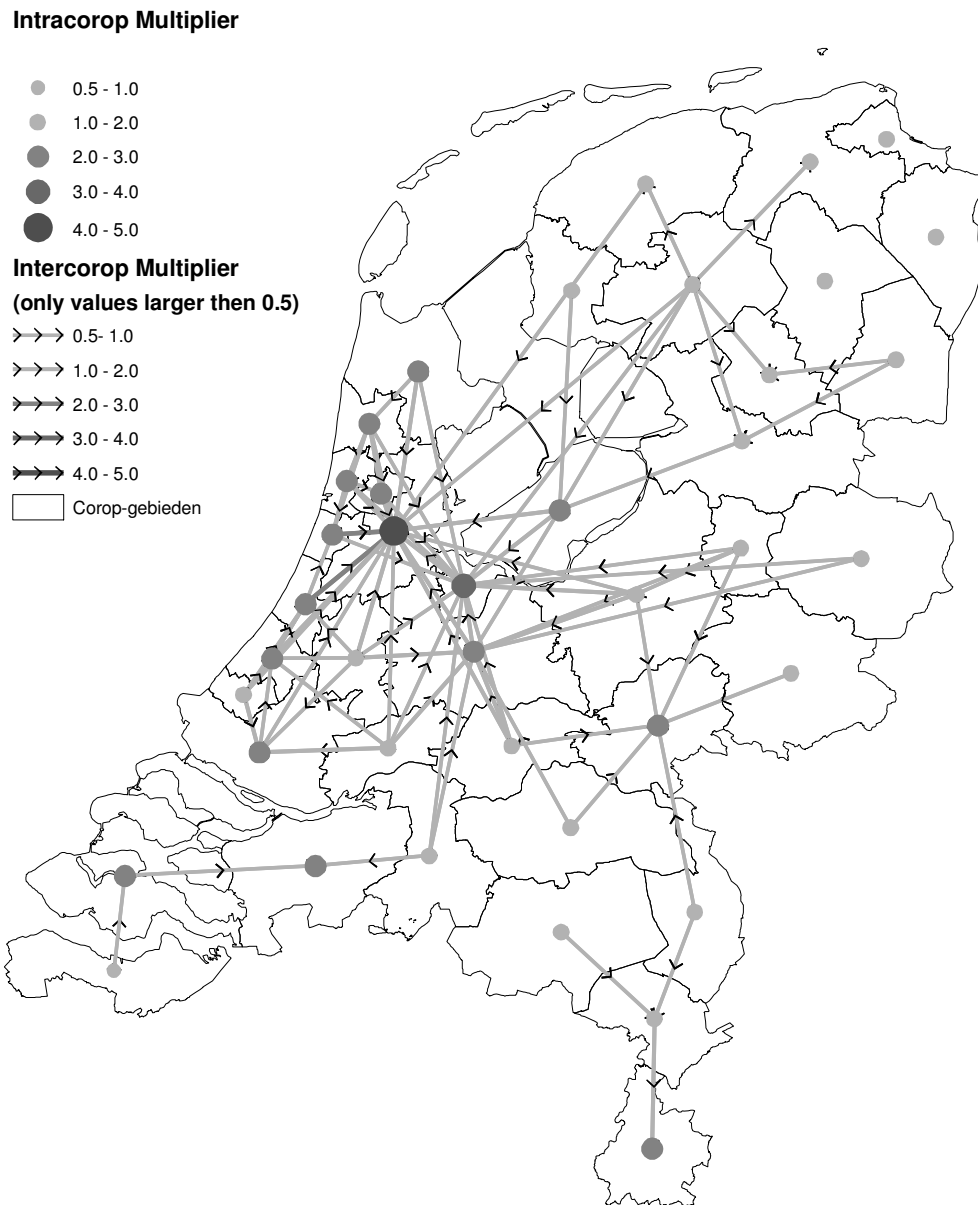 Intracorop Multiplier
0.5 - 1.0
1.0 - 2.0
2.0 - 3.0
3.0 - 4.0
4.0 - 5.0
Intercorop Multiplier
(only values larger then 0.5)
0.5- 1.0
1.0 - 2.0
2.0 - 3.0
3.0 - 4.0
4.0 - 5.0
Corop-gebieden